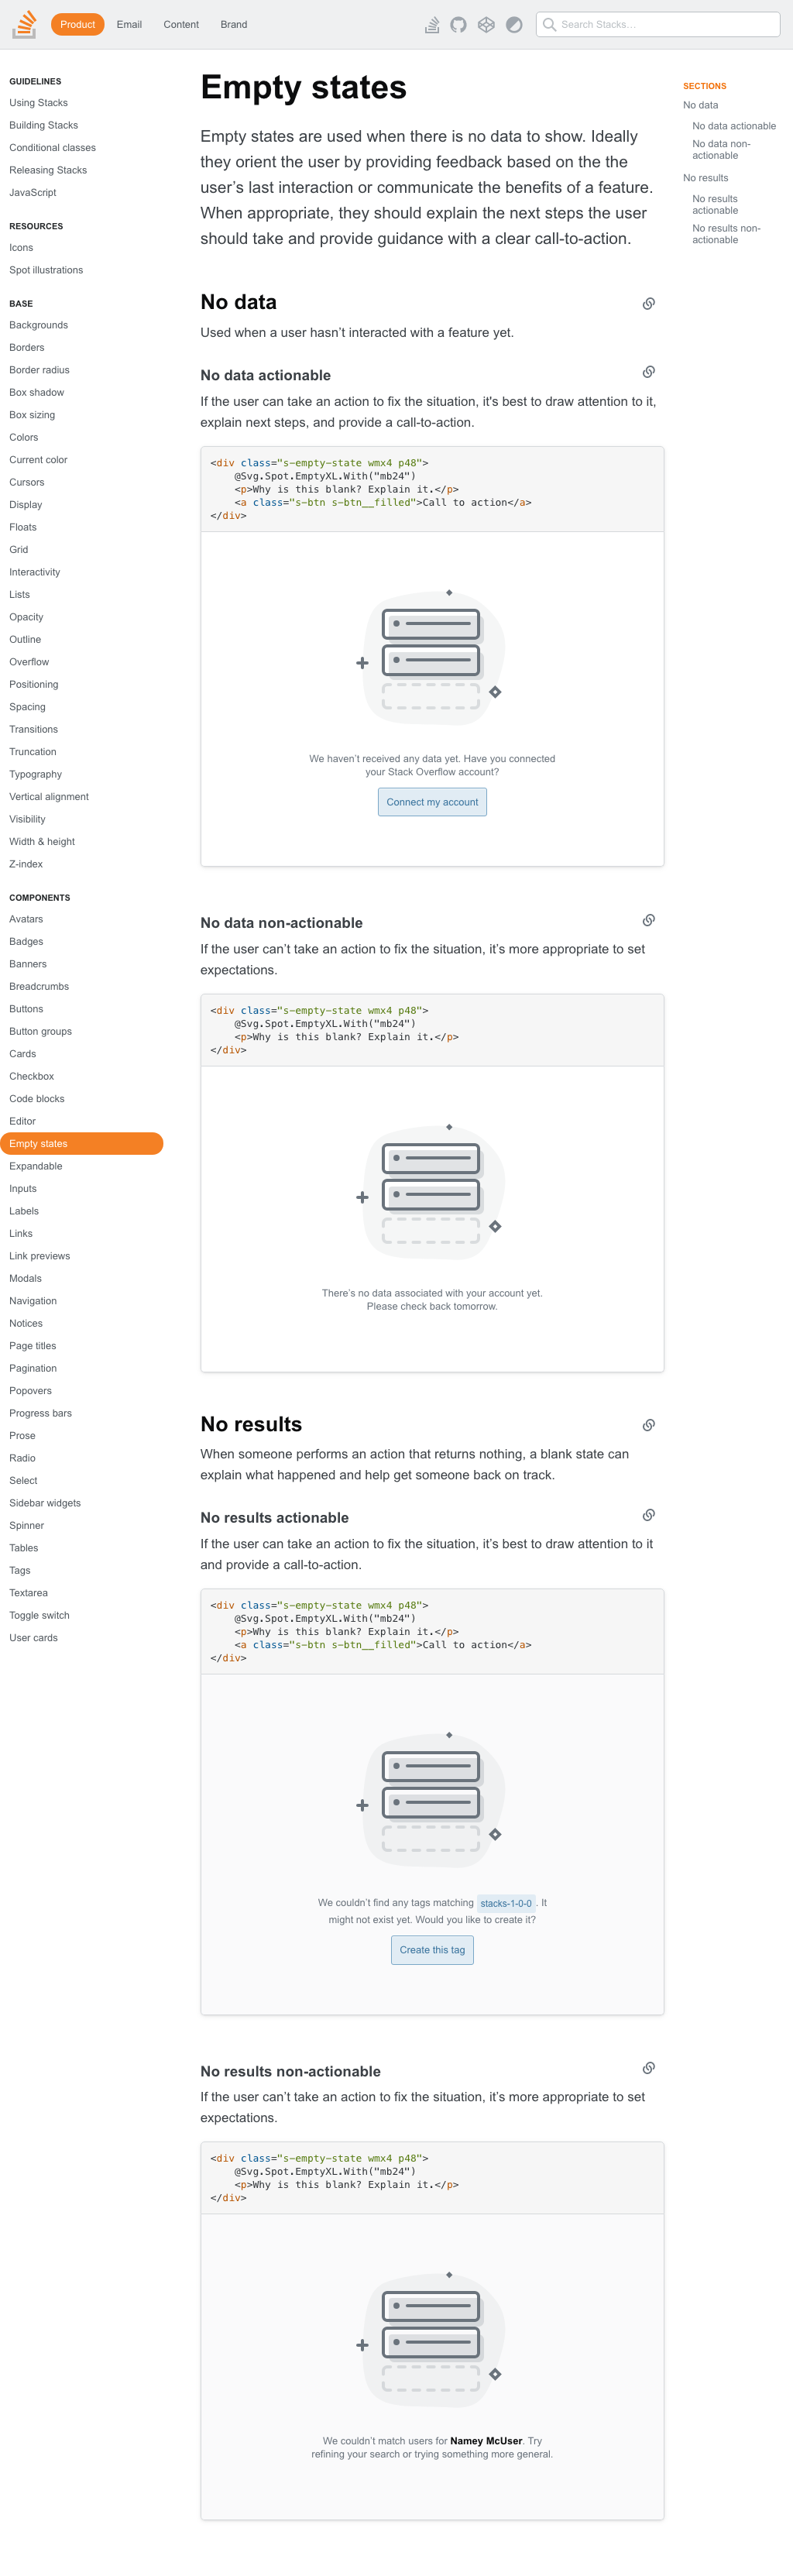 Product Email Content Brand
Search Stacks…
GUIDELINES
Using Stacks
Building Stacks
Conditional classes
Releasing Stacks
JavaScript
RESOURCES
Icons
Spot illustrations
BASE
Backgrounds
Borders
Border radius
Box shadow
Box sizing
Colors
Current color
Cursors
Display
Floats
Grid
Interactivity
Lists
Opacity
Outline
Overflow
Positioning
Spacing
Transitions
Truncation
Typography
Vertical alignment
Visibility
Width & height
Z-index
COMPONENTS
Avatars
Badges
Banners
Breadcrumbs
Buttons
Button groups
Cards
Checkbox
Code blocks
Editor
Empty states
Expandable
Inputs
Labels
Links
Link previews
Modals
Navigation
Notices
Page titles
Pagination
Popovers
Progress bars
Prose
Radio
Select
Sidebar widgets
Spinner
Tables
Tags
Textarea
Toggle switch
User cards
Empty states
Empty states are used when there is no data to show. Ideally
they orient the user by providing feedback based on the the
user’s last interaction or communicate the benefits of a feature.
When appropriate, they should explain the next steps the user
should take and provide guidance with a clear call-to-action.
No data
Used when a user hasn’t interacted with a feature yet.
No data actionable
If the user can take an action to fix the situation, it's best to draw attention to it,
explain next steps, and provide a call-to-action.
<div class="s-empty-state wmx4 p48">
@Svg.Spot.EmptyXL.With("mb24")
<p>Why is this blank? Explain it.</p>
<a class="s-btn s-btn__filled">Call to action</a>
</div>
We haven’t received any data yet. Have you connected
your Stack Overflow account?
Connect my account
No data non-actionable
If the user can’t take an action to fix the situation, it’s more appropriate to set
expectations.
<div class="s-empty-state wmx4 p48">
@Svg.Spot.EmptyXL.With("mb24")
<p>Why is this blank? Explain it.</p>
</div>
There’s no data associated with your account yet.
Please check back tomorrow.
No results
When someone performs an action that returns nothing, a blank state can
explain what happened and help get someone back on track.
No results actionable
If the user can take an action to fix the situation, it’s best to draw attention to it
and provide a call-to-action.
<div class="s-empty-state wmx4 p48">
@Svg.Spot.EmptyXL.With("mb24")
<p>Why is this blank? Explain it.</p>
<a class="s-btn s-btn__filled">Call to action</a>
</div>
We couldn’t find any tags matching stacks-1-0-0 . It
might not exist yet. Would you like to create it?
Create this tag
No results non-actionable
If the user can’t take an action to fix the situation, it’s more appropriate to set
expectations.
<div class="s-empty-state wmx4 p48">
@Svg.Spot.EmptyXL.With("mb24")
<p>Why is this blank? Explain it.</p>
</div>
We couldn’t match users for Namey McUser. Try
refining your search or trying something more general.
SECTIONS
No data
No data actionable
No data non-
actionable
No results
No results
actionable
No results non-
actionable